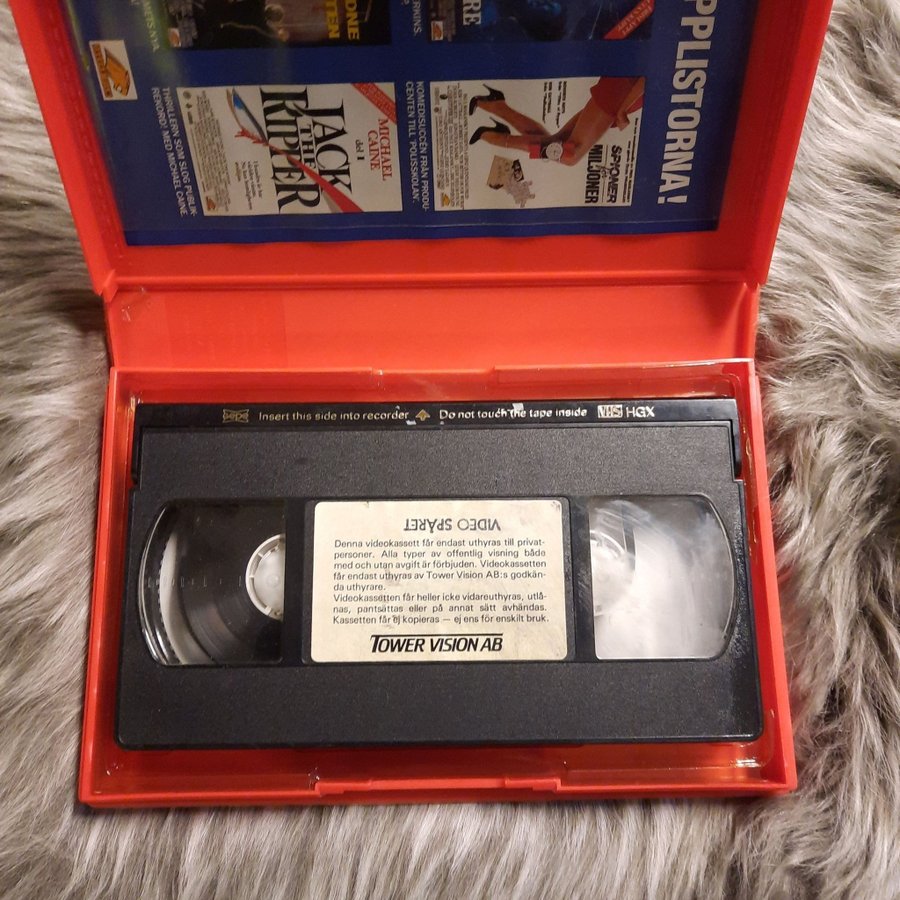 PPLISTORNA!
JACK
THE
RIPPER
MICHAEL
CAINE
del 1
THRILLERN SOM SLOG PUBLIK-
REKORD! MED MICHAEL CAINE.
MILJONER
KOMEDISUCCÉN FRÅN PRODU-
CENTEN TILL 'POLISSKOLAN'.
Insert this side into recorder Do not touch the tape inside VHS HGX
VIDEO SPÅRET
Denna videokassett får endast uthyras till privat-
personer. Alla typer av offentlig visning både
med och utan avgift är förbjuden. Videokassetten
får endast uthyras av Tower Vision AB:s godkän-
da uthyrare.
Videokassetten får heller icke vidareuthyras, utlå-
nas, pantsättas eller på annat sätt avhändas.
Kassetten får ej kopieras — ej ens för enskilt bruk.
TOWER VISION AB